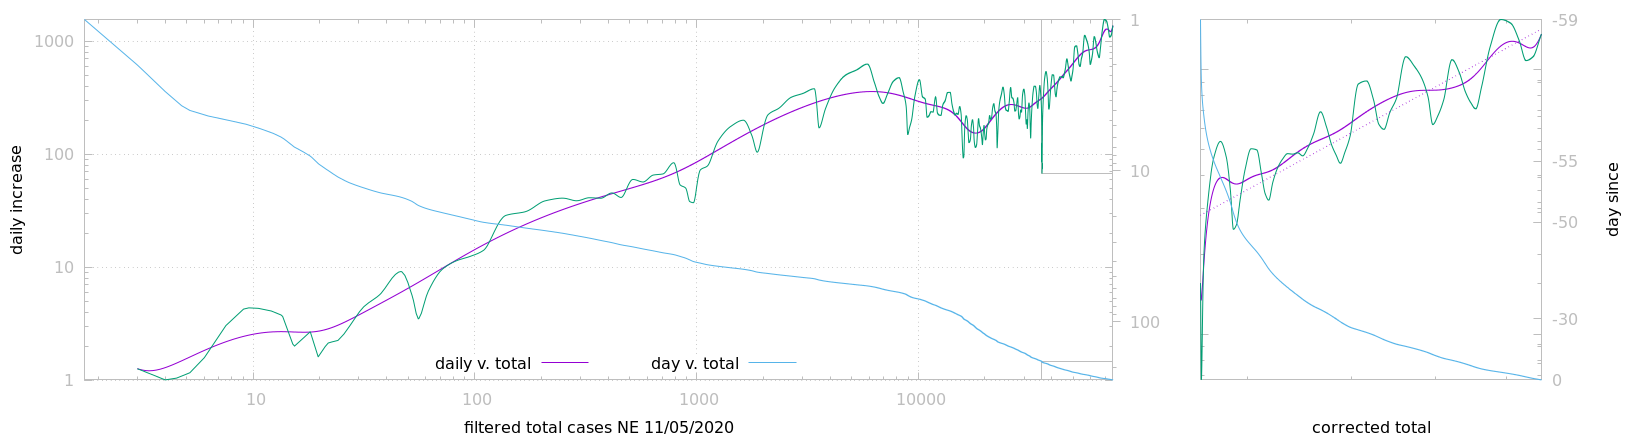 1000
100
10
1
daily increase
10
100
1000
10000
filtered total cases NE 11/05/2020
daily v. total
day v. total
1
10
100
-59
-55
-50
-30
0
day since
corrected total